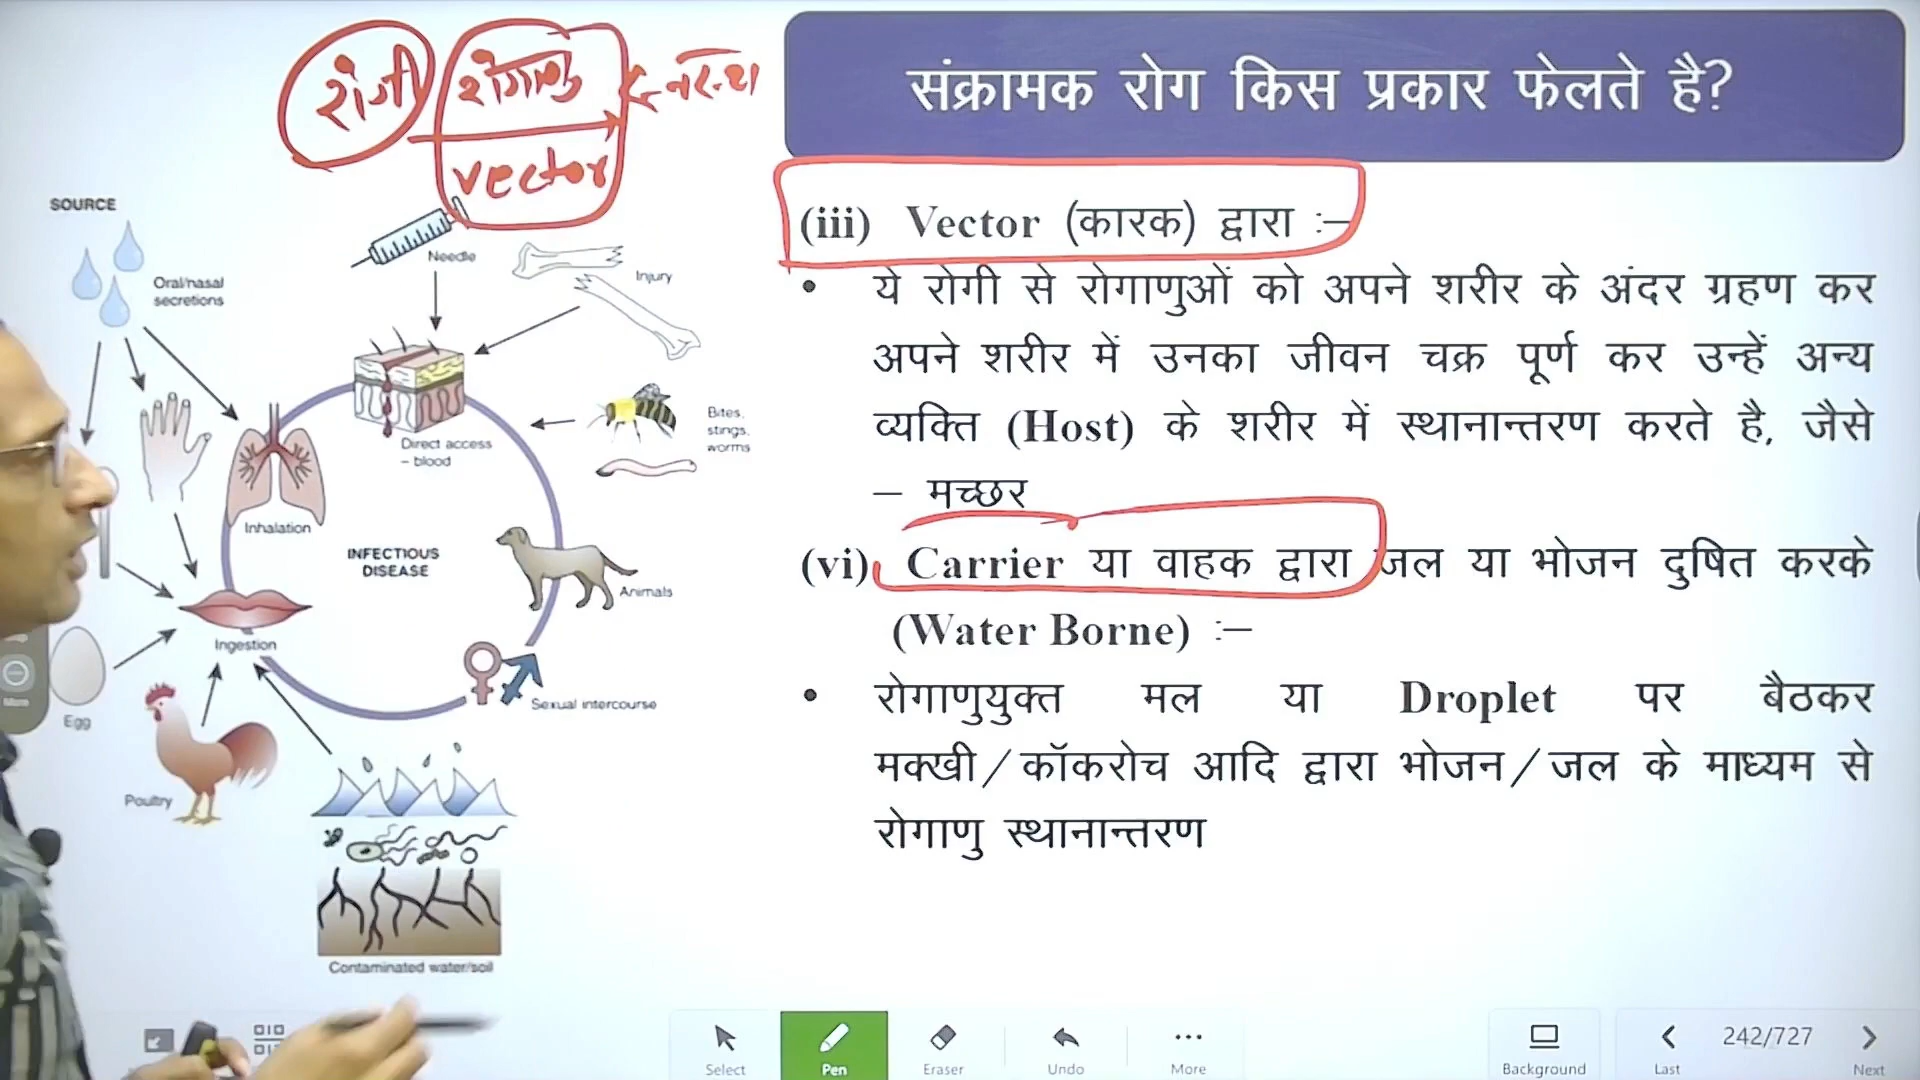 रोगी
रोगाणु
vector
संक्रामक रोग किस प्रकार फेलते है?
(iii) Vector (कारक) द्वारा :–
• ये रोगी से रोगाणुओं को अपने शरीर के अंदर ग्रहण कर
अपने शरीर में उनका जीवन चक्र पूर्ण कर उन्हें अन्य
व्यक्ति (Host) के शरीर में स्थानान्तरण करते है, जैसे
– मच्छर
(vi) Carrier या वाहक द्वारा जल या भोजन दुषित करके
(Water Borne) :–
• रोगाणुयुक्त मल या Droplet पर बैठकर
मक्खी/कॉकरोच आदि द्वारा भोजन/जल के माध्यम से
रोगाणु स्थानान्तरण
SOURCE
Oral/nasal
secretions
Needle
Injury
Direct access
– blood
Bites,
stings,
worms
Inhalation
INFECTIOUS
DISEASE
Animals
Ingestion
Egg
Sexual intercourse
Poultry
Contaminated water/soil
More
Select
Pen
Eraser
Undo
More
Background
Last
242/727
Next